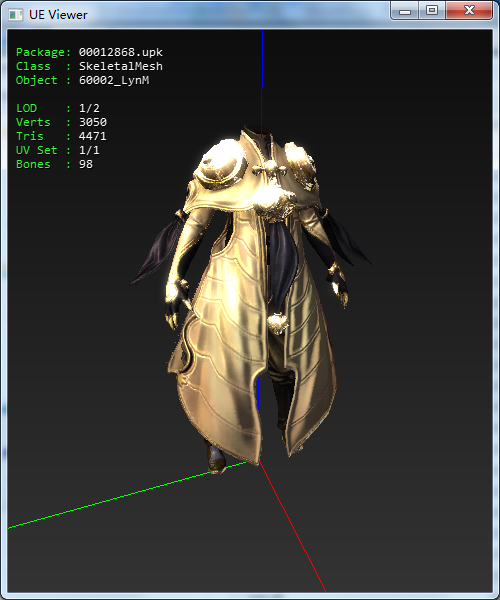 UE Viewer
Package: 00012868.upk
Class : SkeletalMesh
Object : 60002_LynM
LOD : 1/2
Verts : 3050
Tris : 4471
UV Set : 1/1
Bones : 98